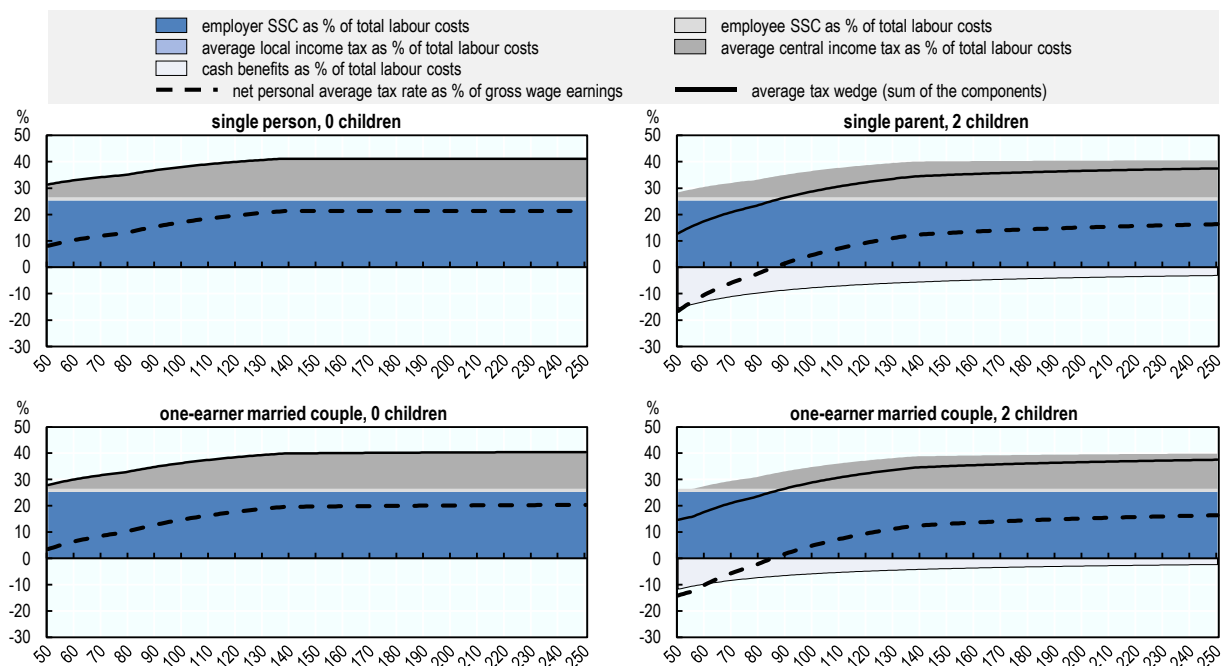 employer SSC as % of total labour costs
employee SSC as % of total labour costs
average local income tax as % of total labour costs
average central income tax as % of total labour costs
cash benefits as % of total labour costs
net personal average tax rate as % of gross wage earnings
average tax wedge (sum of the components)
%
single person, 0 children
50
40
30
20
10
0
-10
-20
-30
50 60 70 80 90 100 110 120 130 140 150 160 170 180 190 200 210 220 230 240 250
%
single parent, 2 children
50
40
30
20
10
0
-10
-20
-30
50 60 70 80 90 100 110 120 130 140 150 160 170 180 190 200 210 220 230 240 250
%
one-earner married couple, 0 children
50
40
30
20
10
0
-10
-20
-30
50 60 70 80 90 100 110 120 130 140 150 160 170 180 190 200 210 220 230 240 250
%
one-earner married couple, 2 children
50
40
30
20
10
0
-10
-20
-30
50 60 70 80 90 100 110 120 130 140 150 160 170 180 190 200 210 220 230 240 250